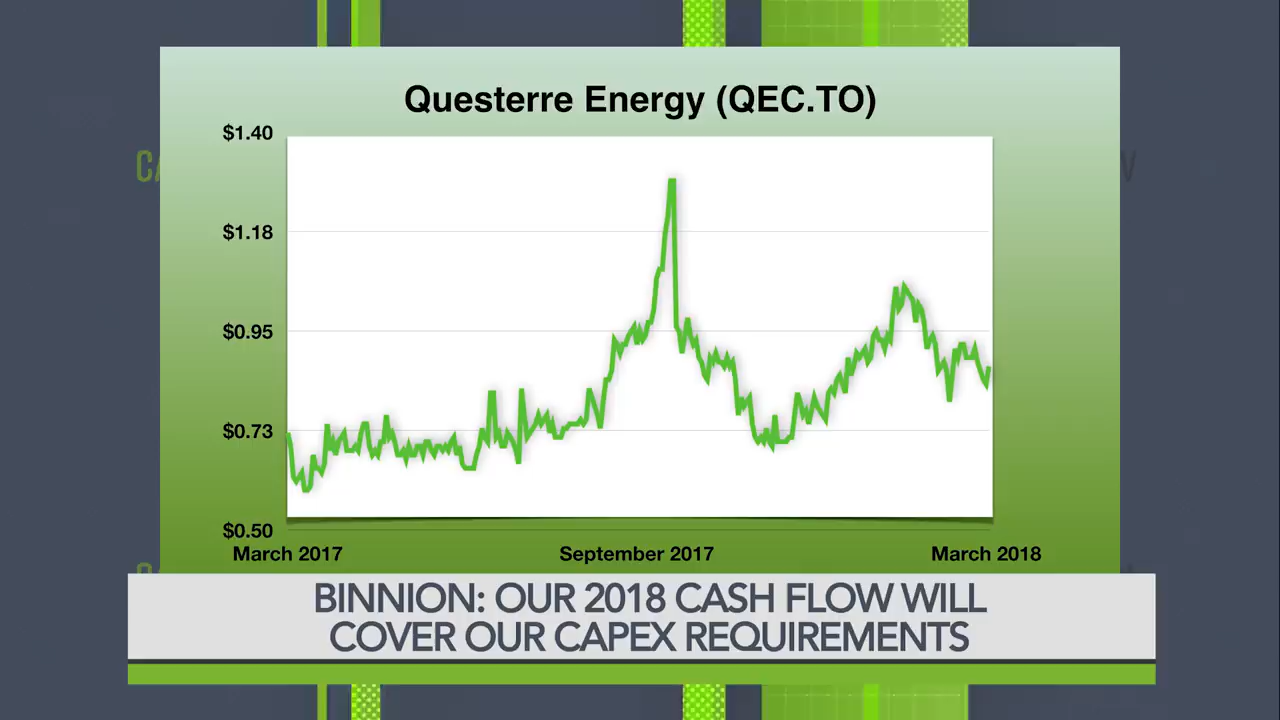 Questerre Energy (QEC.TO)
$1.40
$1.18
$0.95
$0.73
$0.50
March 2017
September 2017
March 2018
BINNION: OUR 2018 CASH FLOW WILL
COVER OUR CAPEX REQUIREMENTS